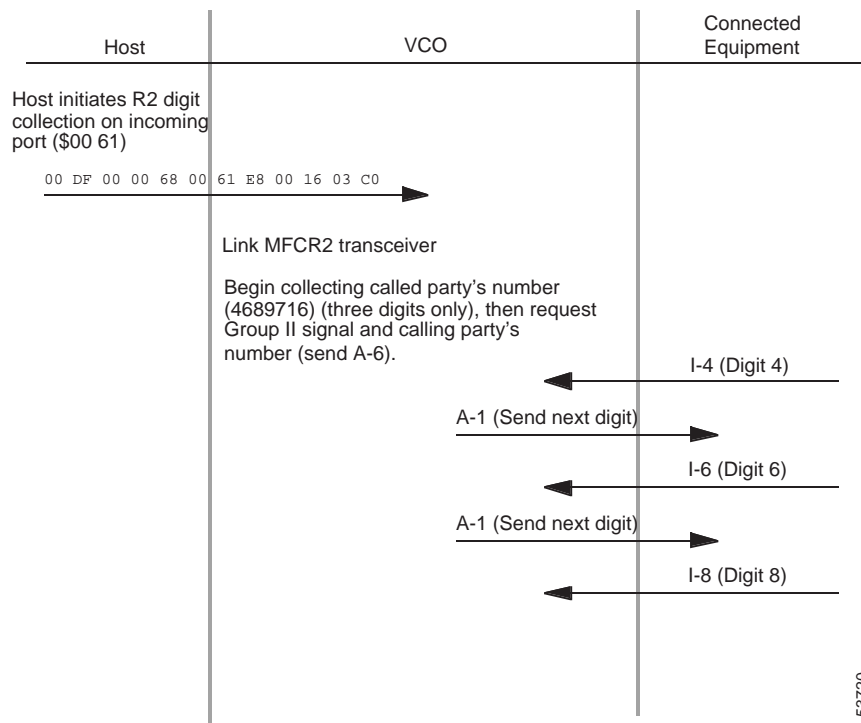 Host
VCO
Connected
Equipment
Host initiates R2 digit
collection on incoming
port ($00 61)
00 DF 00 00 68 00 61 E8 00 16 03 C0
Link MFCR2 transceiver
Begin collecting called party's number
(4689716) (three digits only), then request
Group II signal and calling party's
number (send A-6).
I-4 (Digit 4)
A-1 (Send next digit)
I-6 (Digit 6)
A-1 (Send next digit)
I-8 (Digit 8)